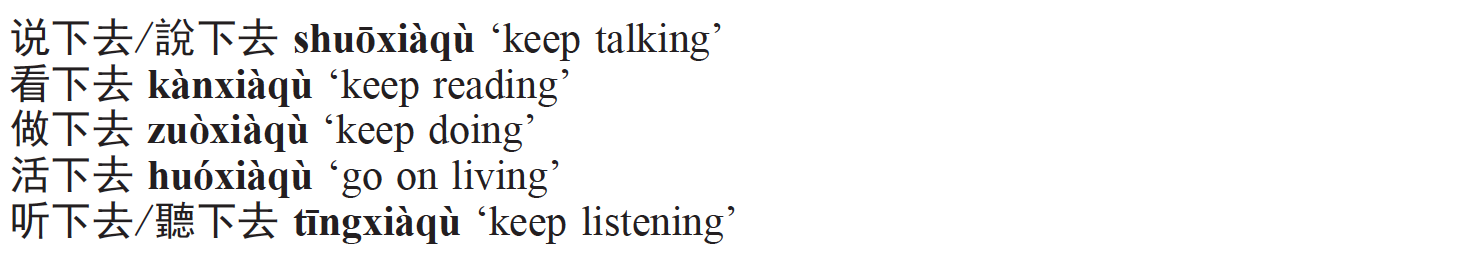 说下去/說下去 shuōxiàqù ‘keep talking’
看下去 kànxiàqù ‘keep reading’
做下去 zuòxiàqù ‘keep doing’
活下去 huóxiàqù ‘go on living’
听下去/聽下去 tīngxiàqù ‘keep listening’